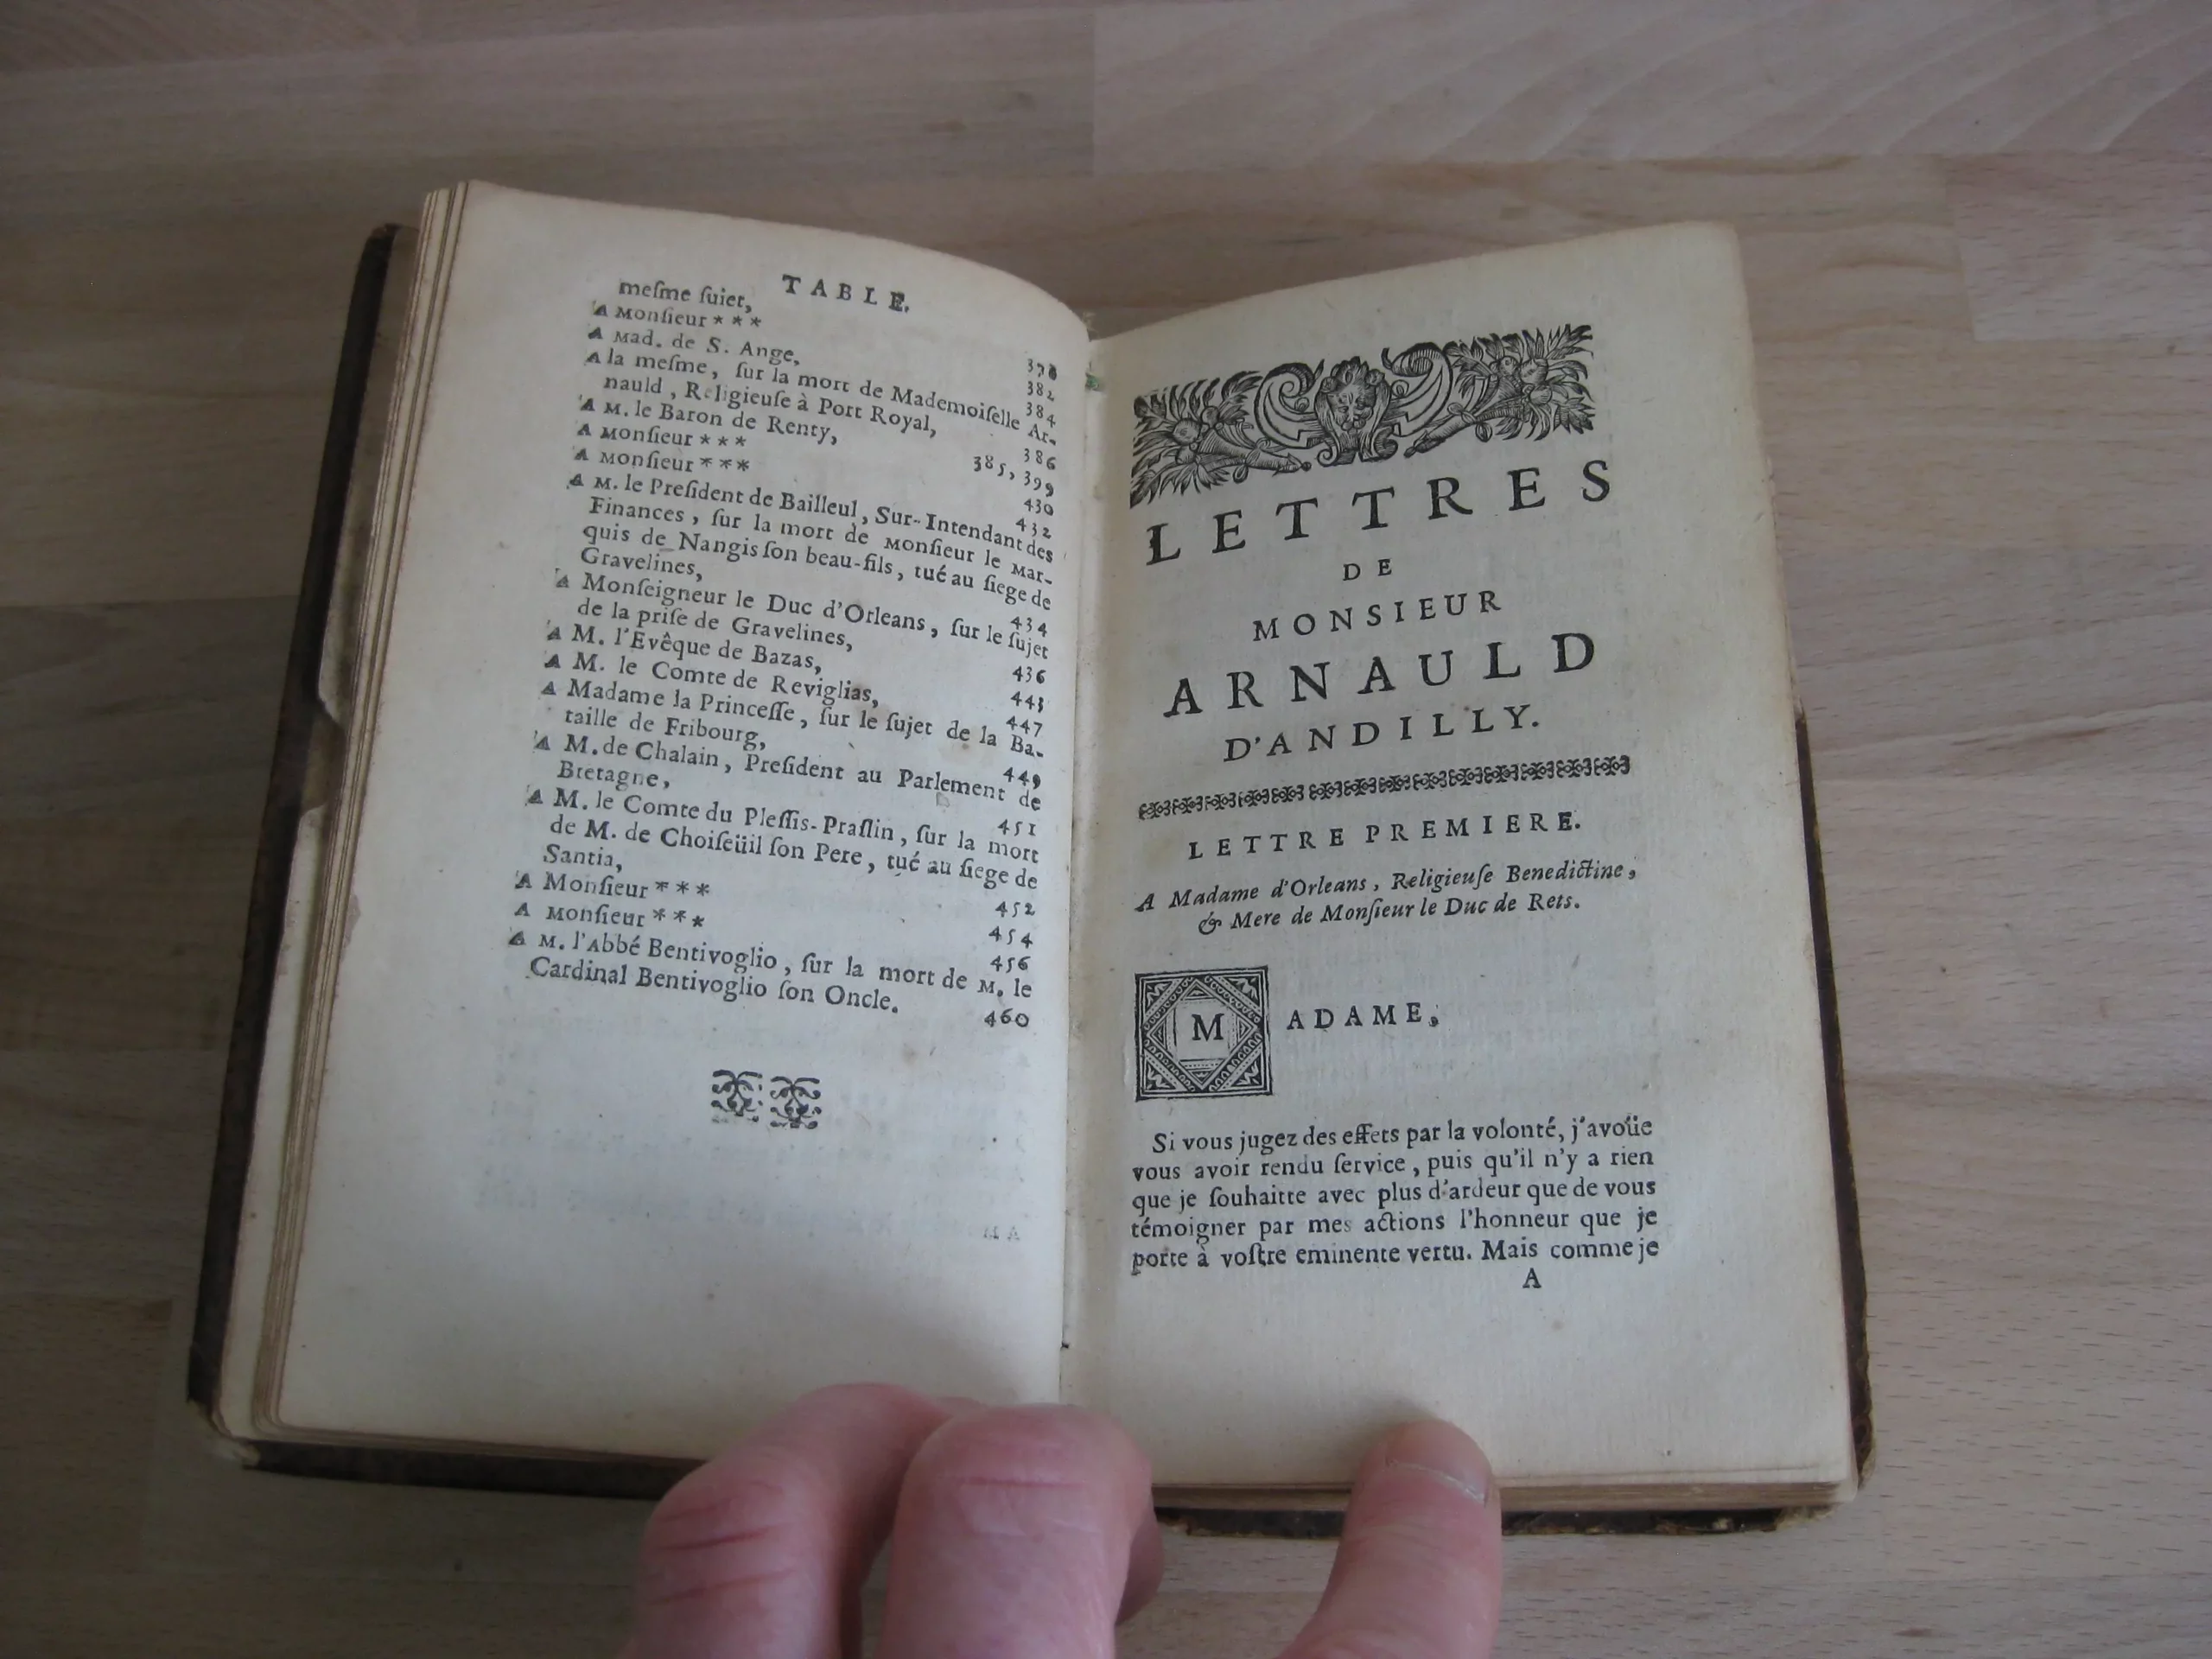 TABLE.
meſme ſuiet, 378
A Monſieur * * * 382
A Mad. de S. Ange, 384
A la meſme, ſur la mort de Mademoiſelle Ar-
nauld, Religieuſe à Port Royal, 386
A M. le Baron de Renty, 385, 399
A Monſieur * * * 430
A Monſieur * * * 432
A M. le Preſident de Bailleul, Sur-Intendant des
Finances, ſur la mort de Monſieur le Mar-
quis de Nangis ſon beau-fils, tué au ſiege de
Gravelines, 434
A Monſeigneur le Duc d'Orleans, ſur le ſujet
de la priſe de Gravelines, 436
A M. l'Evêque de Bazas, 443
A M. le Comte de Reviglias, 447
A Madame la Princeſſe, ſur le ſujet de la Ba-
taille de Fribourg, 449
A M. de Chalain, Preſident au Parlement de
Bretagne, 451
A M. le Comte du Pleſſis-Praſlin, ſur la mort
de M. de Choiſeüil ſon Pere, tué au ſiege de
Santia, 452
A Monſieur * * * 454
A Monſieur * * * 456
A M. l'Abbé Bentivoglio, ſur la mort de M. le
Cardinal Bentivoglio ſon Oncle. 460
LETTRES
DE
MONSIEUR
ARNAULD
D'ANDILLY.
LETTRE PREMIERE.
A Madame d'Orleans, Religieuſe Benedictine,
& Mere de Monſieur le Duc de Rets.
MADAME,
Si vous jugez des effets par la volonté, j'avoüe
vous avoir rendu ſervice, puis qu'il n'y a rien
que je ſouhaitte avec plus d'ardeur que de vous
témoigner par mes actions l'honneur que je
porte à voſtre eminente vertu. Mais comme je
A